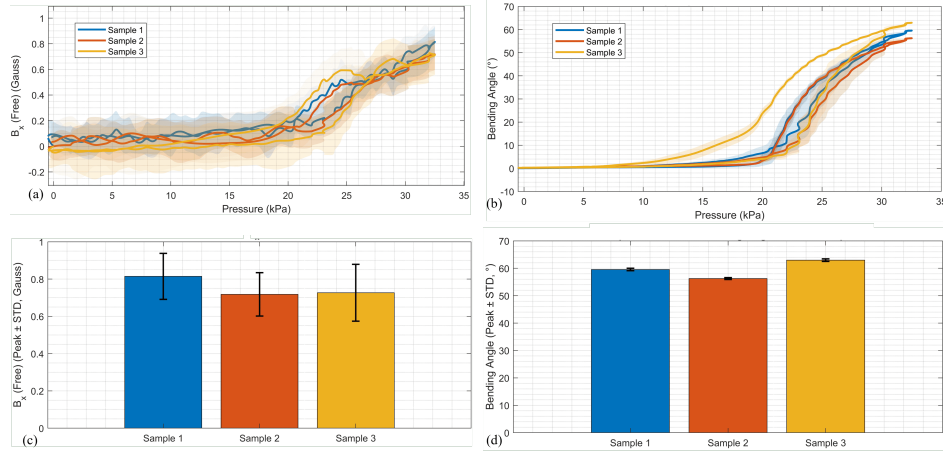 1
0.8
0.6
0.4
0.2
0
-0.2
B_x (Free) (Gauss)
Sample 1
Sample 2
Sample 3
0 5 10 15 20 25 30 35
(a)
Pressure (kPa)
70
60
50
40
30
20
10
0
-10
Bending Angle (°)
Sample 1
Sample 2
Sample 3
0 5 10 15 20 25 30 35
(b)
Pressure (kPa)
1
0.8
0.6
0.4
0.2
0
B_x (Free) (Peak ± STD, Gauss)
(c)
Sample 1 Sample 2 Sample 3
70
60
50
40
30
20
10
0
Bending Angle (Peak ± STD, °)
(d)
Sample 1 Sample 2 Sample 3